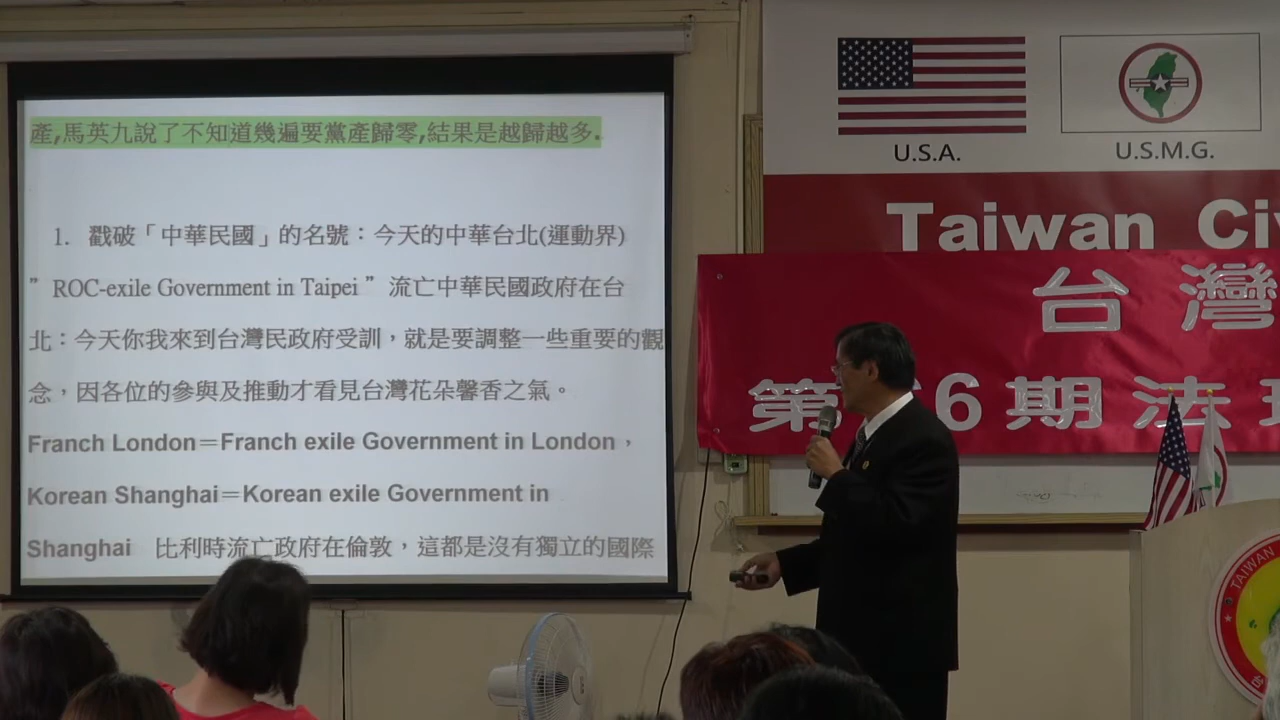 產,馬英九說了不知道幾遍要黨產歸零,結果是越歸越多.
1. 戳破「中華民國」的名號：今天的中華台北(運動界)
”ROC-exile Government in Taipei ”流亡中華民國政府在台
北：今天你我來到台灣民政府受訓，就是要調整一些重要的觀
念，因各位的參與及推動才看見台灣花朵馨香之氣。
Franch London＝Franch exile Government in London，
Korean Shanghai＝Korean exile Government in
Shanghai 比利時流亡政府在倫敦，這都是沒有獨立的國際
U.S.A.
U.S.M.G.
Taiwan Ci
台灣
第 6期法
TAIWAN
台